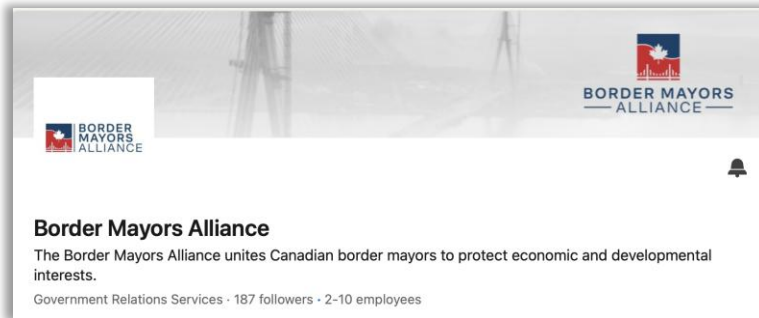 BORDER MAYORS
ALLIANCE
BORDER
MAYORS
ALLIANCE
Border Mayors Alliance
The Border Mayors Alliance unites Canadian border mayors to protect economic and developmental
interests.
Government Relations Services · 187 followers • 2-10 employees